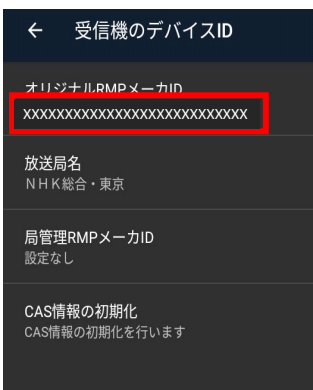 ← 受信機のデバイスID
オリジナルRMPメーカID
XXXXXXXXXXXXXXXXXXXXXXXXXX
放送局名
ＮＨＫ総合・東京
局管理RMPメーカID
設定なし
CAS情報の初期化
CAS情報の初期化を行います